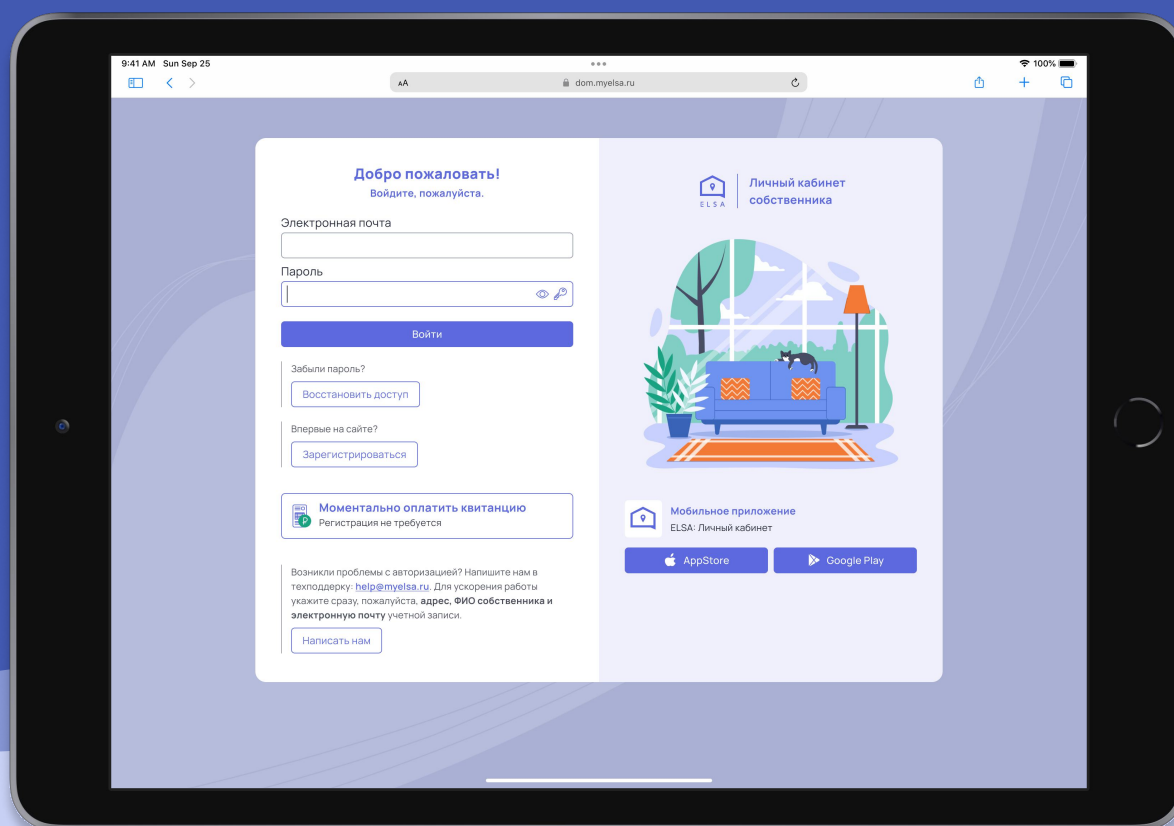 9:41 AM Sun Sep 25
100%
AA
dom.myelsa.ru
Добро пожаловать!
Войдите, пожалуйста.
Электронная почта
Пароль
Войти
Забыли пароль?
Восстановить доступ
Впервые на сайте?
Зарегистрироваться
Моментально оплатить квитанцию
Регистрация не требуется
Возникли проблемы с авторизацией? Напишите нам в
техподдержку: help@myelsa.ru. Для ускорения работы
укажите сразу, пожалуйста, адрес, ФИО собственника и
электронную почту учетной записи.
Написать нам
ELSA
Личный кабинет
собственника
Мобильное приложение
ELSA: Личный кабинет
AppStore
Google Play